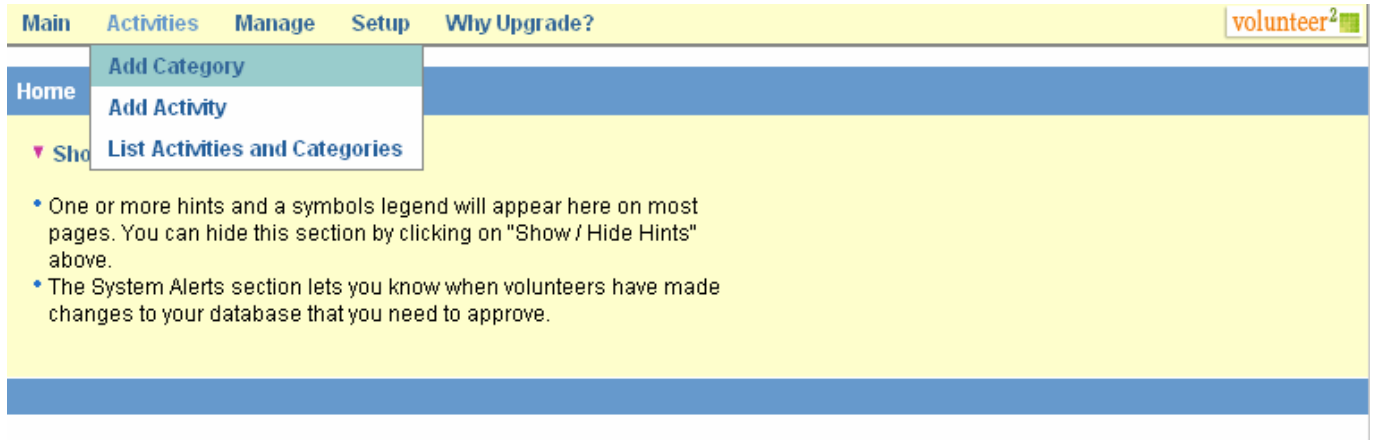 Main Activities Manage Setup Why Upgrade? volunteer²
Add Category
Home
Add Activity
Sho List Activities and Categories
• One or more hints and a symbols legend will appear here on most
pages. You can hide this section by clicking on "Show / Hide Hints"
above.
• The System Alerts section lets you know when volunteers have made
changes to your database that you need to approve.